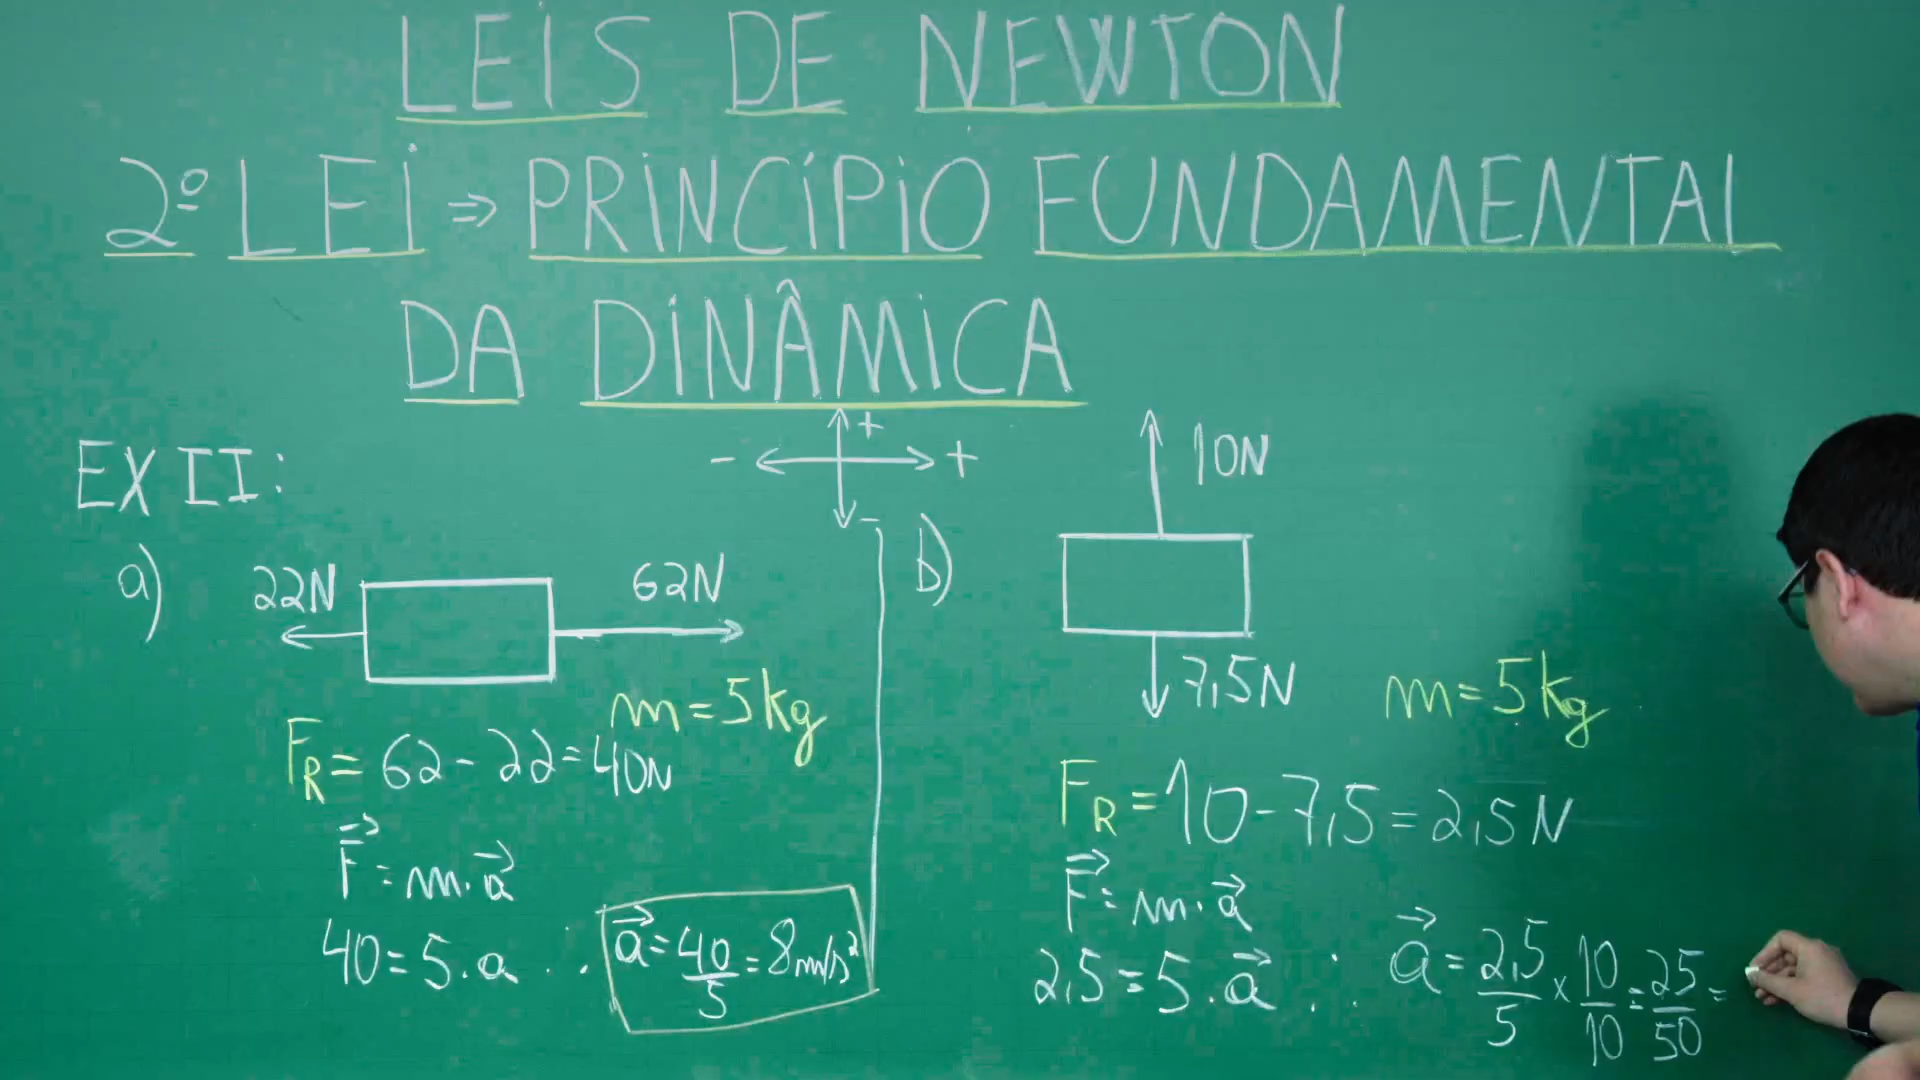 LEIS DE NEWTON
2º LEI ⇒ PRINCÍPIO FUNDAMENTAL
DA DINÂMICA
EX II:
+
- +
-
a)
22N 62N
m = 5kg
F_R = 62 - 22 = 40N
F⃗ = m.a⃗
40 = 5.a ∴ a⃗ = 40/5 = 8m/s²
b)
10N
7,5N
m = 5kg
F_R = 10 - 7,5 = 2,5N
F⃗ = m.a⃗
2,5 = 5.a⃗ ∴ a⃗ = 2,5/5 x 10/10 = 25/50 =